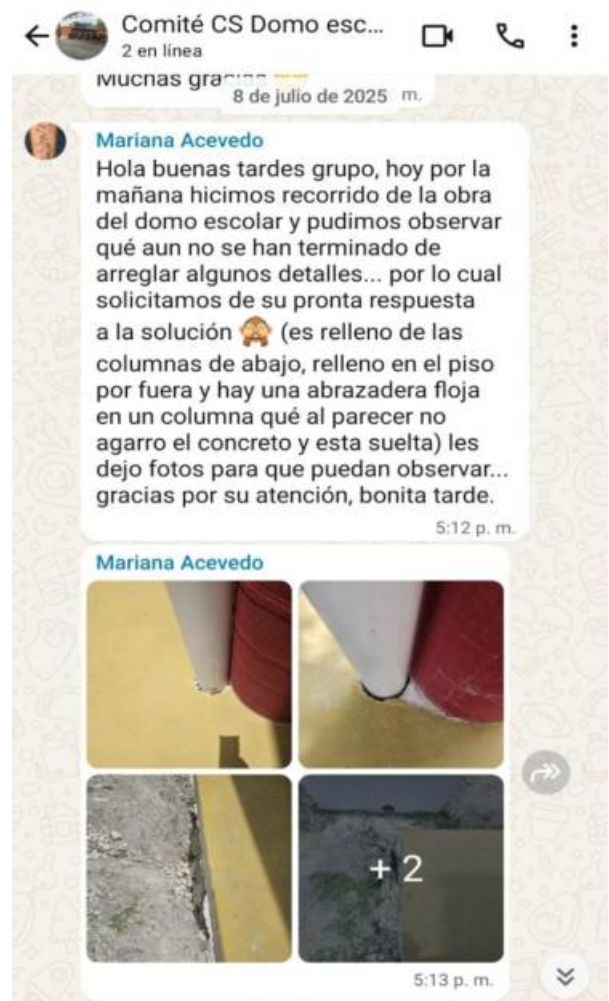 Comité CS Domo esc...
2 en línea
Muchas gracias
8 de julio de 2025 m.
Mariana Acevedo
Hola buenas tardes grupo, hoy por la
mañana hicimos recorrido de la obra
del domo escolar y pudimos observar
qué aun no se han terminado de
arreglar algunos detalles... por lo cual
solicitamos de su pronta respuesta
a la solución 🙈 (es relleno de las
columnas de abajo, relleno en el piso
por fuera y hay una abrazadera floja
en un columna qué al parecer no
agarro el concreto y esta suelta) les
dejo fotos para que puedan observar...
gracias por su atención, bonita tarde.
5:12 p. m.
Mariana Acevedo
+ 2
5:13 p. m.